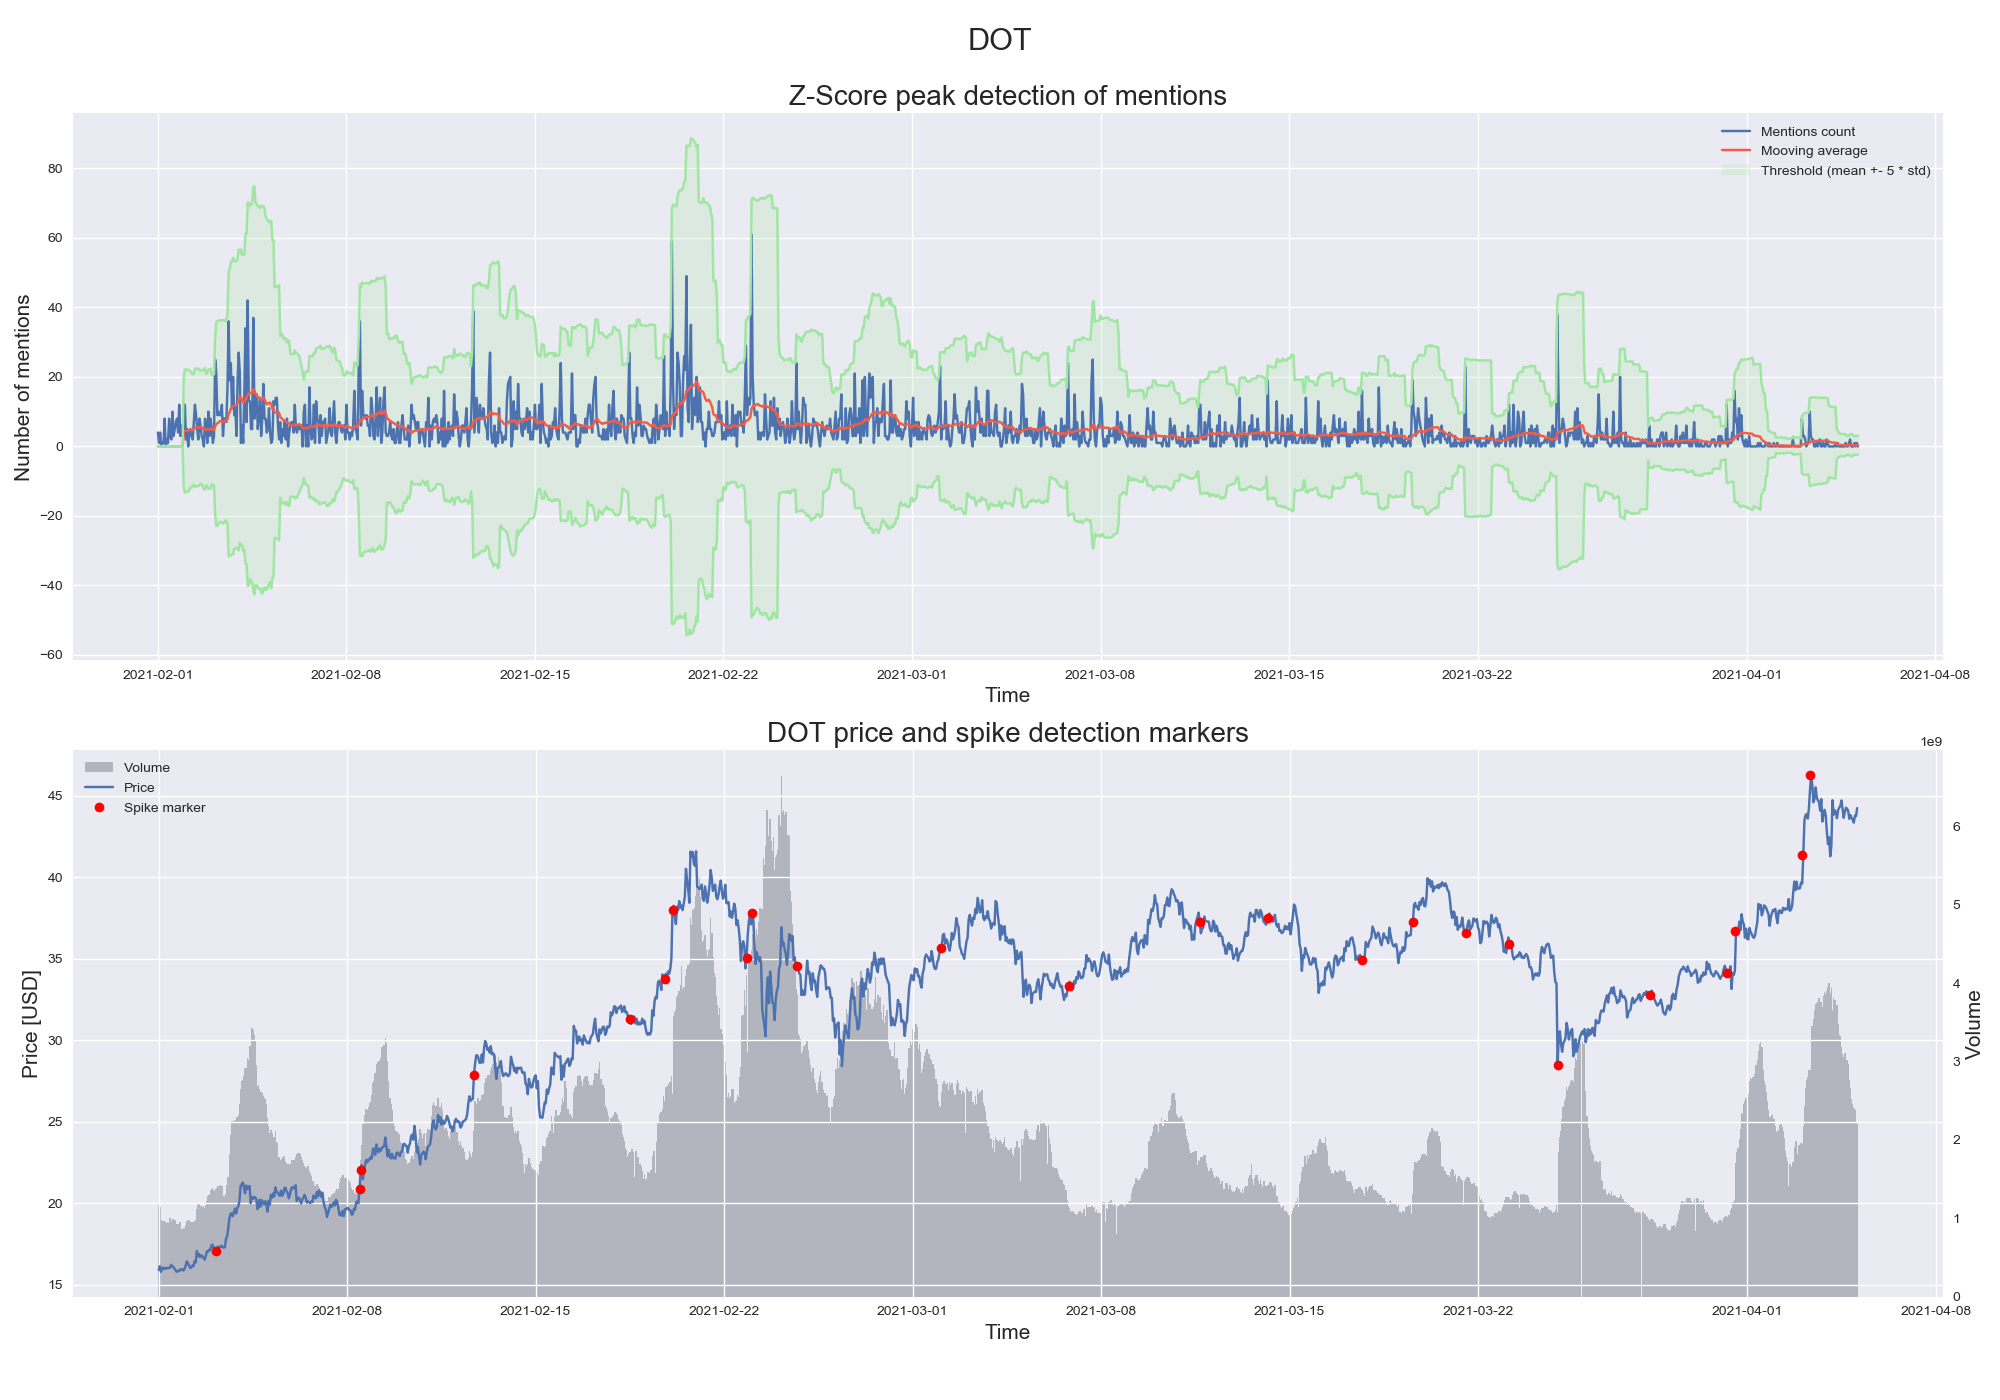 DOT
Z-Score peak detection of mentions
Mentions count
Mooving average
Threshold (mean +- 5 * std)
Number of mentions
80
60
40
20
0
−20
−40
−60
2021-02-01 2021-02-08 2021-02-15 2021-02-22 2021-03-01 2021-03-08 2021-03-15 2021-03-22 2021-04-01 2021-04-08
Time
DOT price and spike detection markers
1e9
Volume
Price
Spike marker
Price [USD]
45
40
35
30
25
20
15
6
5
4
3
2
1
0
Volume
2021-02-01 2021-02-08 2021-02-15 2021-02-22 2021-03-01 2021-03-08 2021-03-15 2021-03-22 2021-04-01 2021-04-08
Time